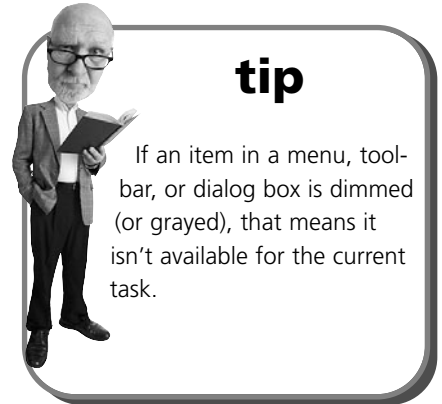 tip
If an item in a menu, tool-
bar, or dialog box is dimmed
(or grayed), that means it
isn’t available for the current
task.